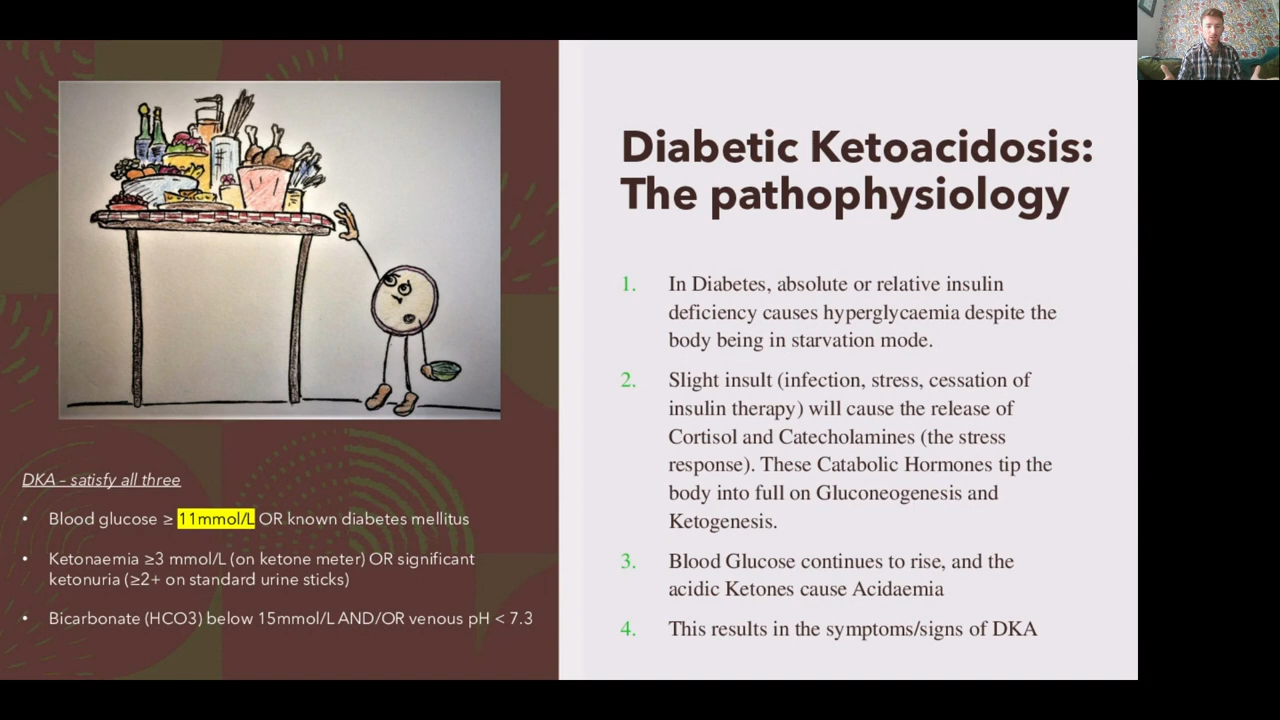 Diabetic Ketoacidosis:
The pathophysiology
1. In Diabetes, absolute or relative insulin
deficiency causes hyperglycaemia despite the
body being in starvation mode.
2. Slight insult (infection, stress, cessation of
insulin therapy) will cause the release of
Cortisol and Catecholamines (the stress
response). These Catabolic Hormones tip the
body into full on Gluconeogenesis and
Ketogenesis.
3. Blood Glucose continues to rise, and the
acidic Ketones cause Acidaemia
4. This results in the symptoms/signs of DKA
DKA – satisfy all three
• Blood glucose ≥ 11mmol/L OR known diabetes mellitus
• Ketonaemia ≥3 mmol/L (on ketone meter) OR significant
ketonuria (≥2+ on standard urine sticks)
• Bicarbonate (HCO3) below 15mmol/L AND/OR venous pH < 7.3